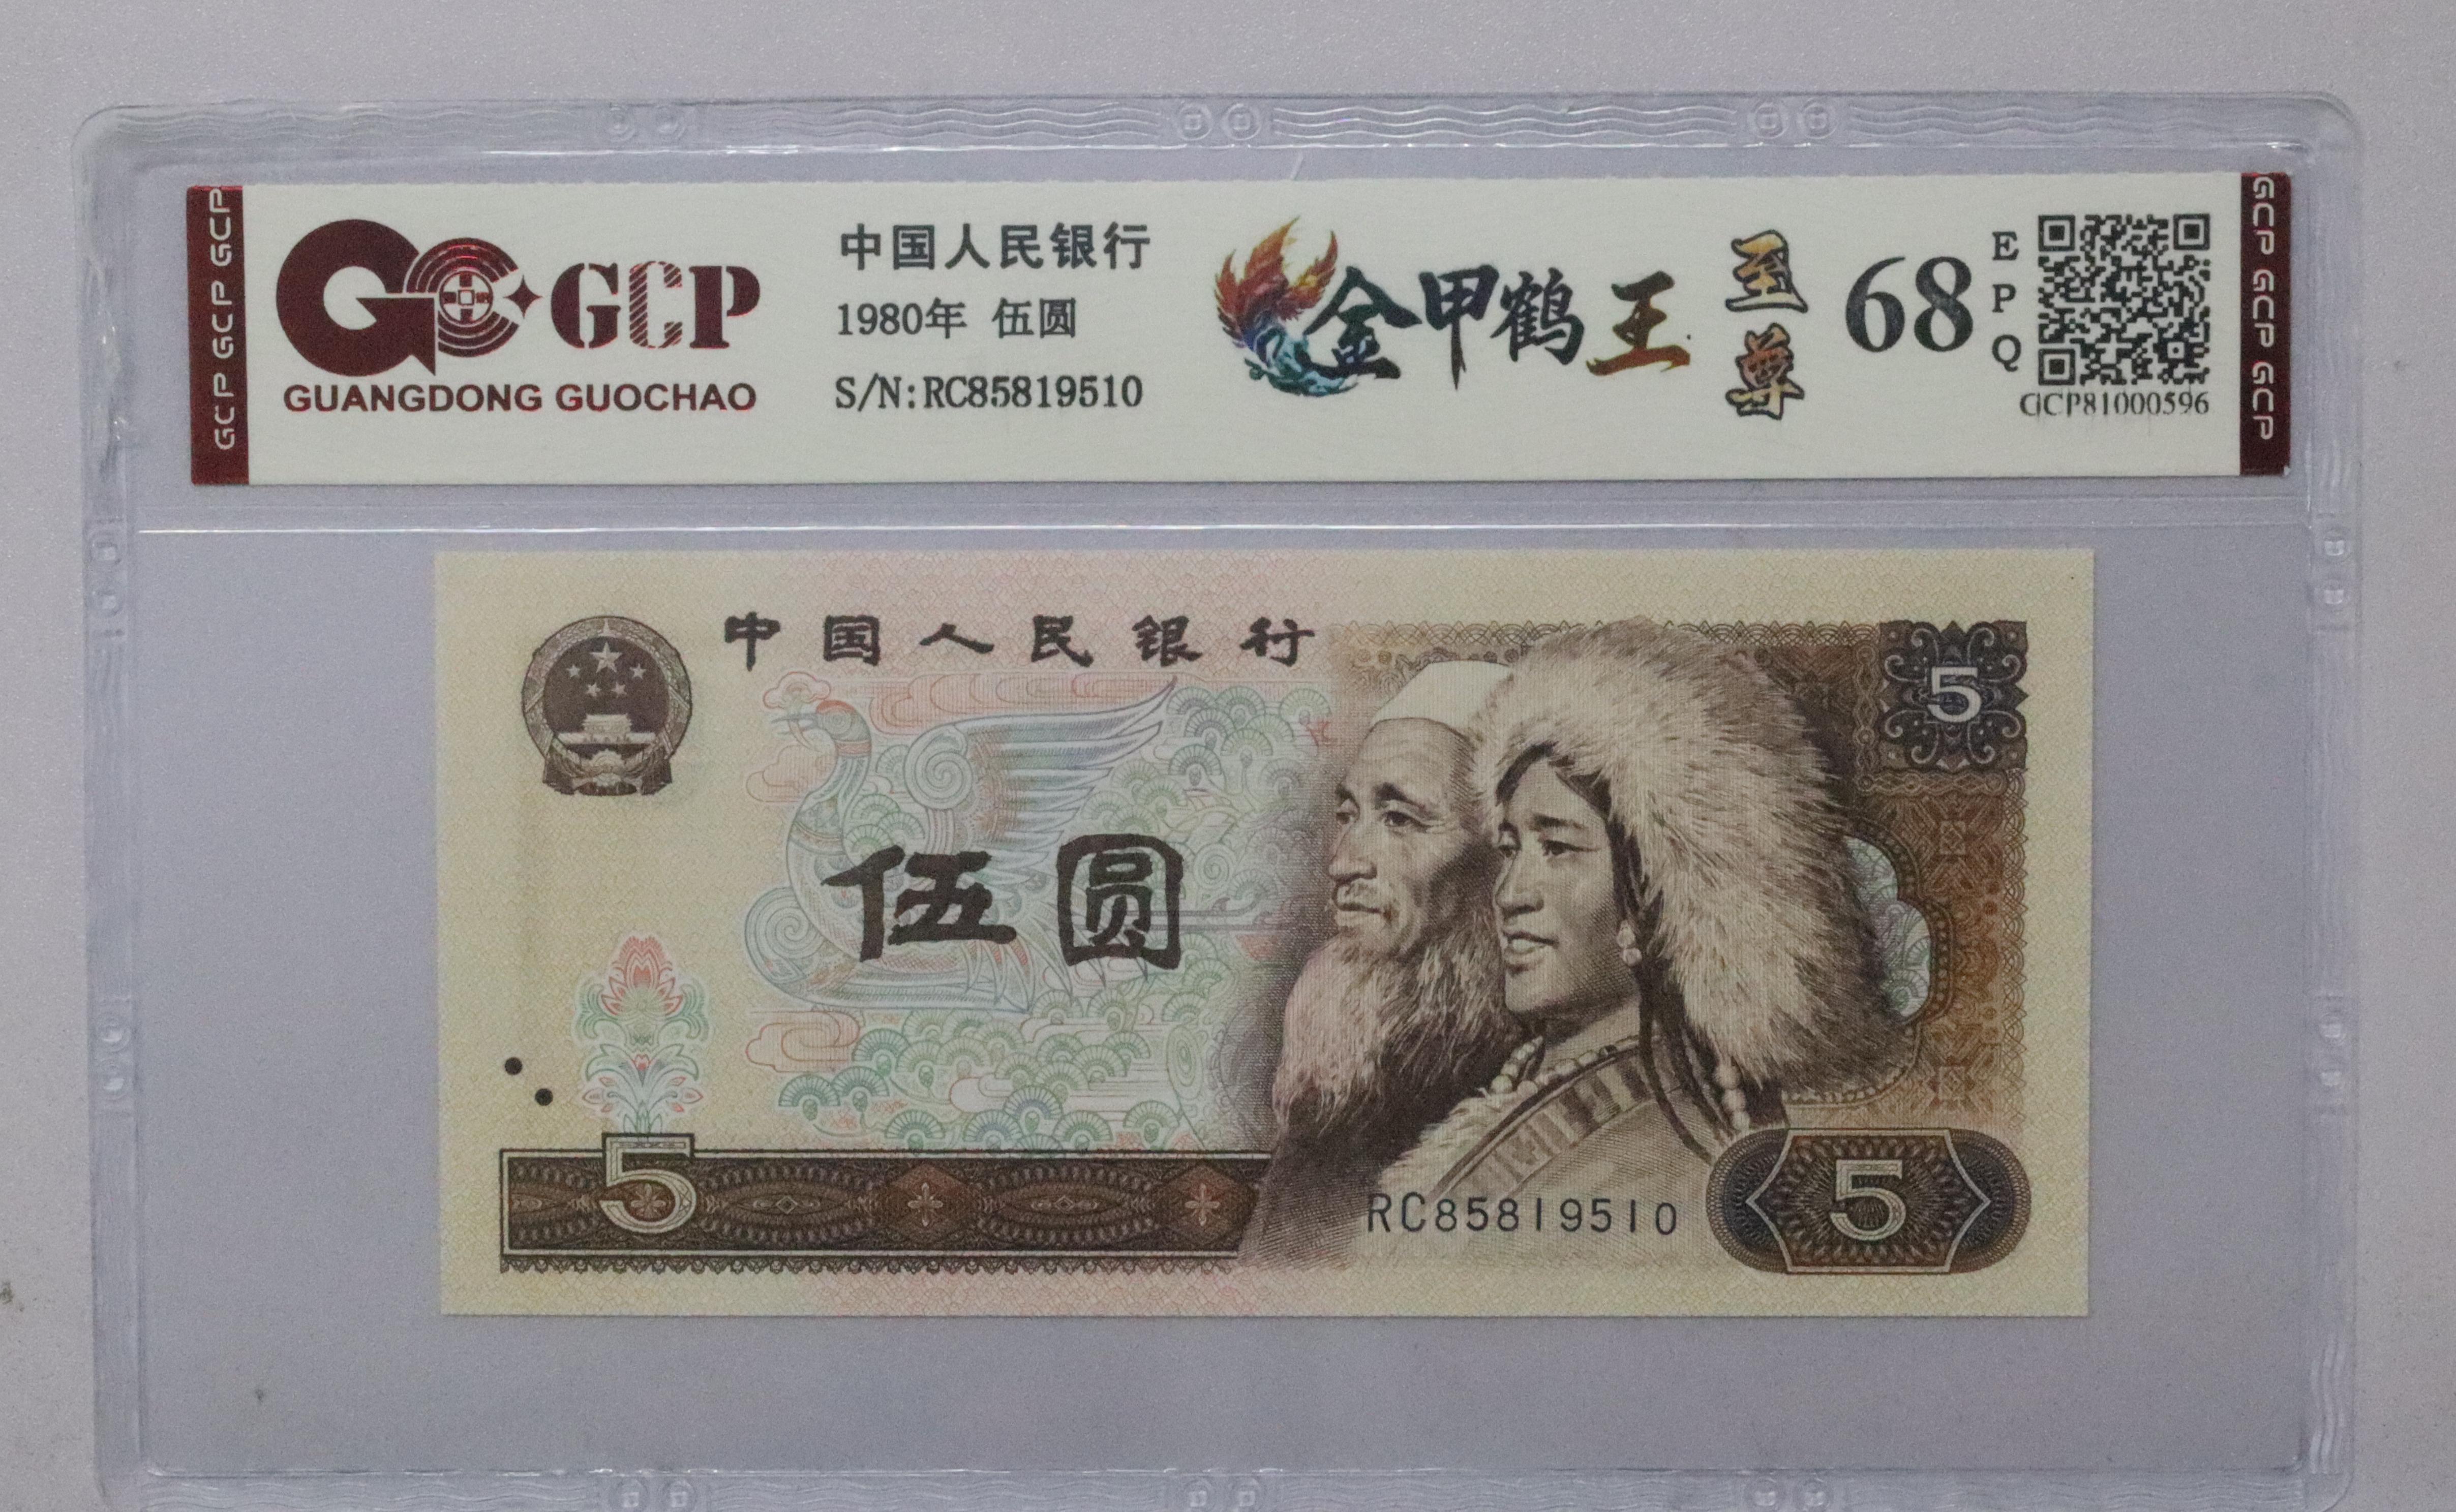 GCP GCP GCP
GCP
GUANGDONG GUOCHAO
中国人民银行
1980年 伍圆
S/N:RC85819510
金甲鹤王
至尊
68
EPQ
GCP81000596
GCP GCP GCP
中国人民银行
5
伍圆
5
RC85819510
5